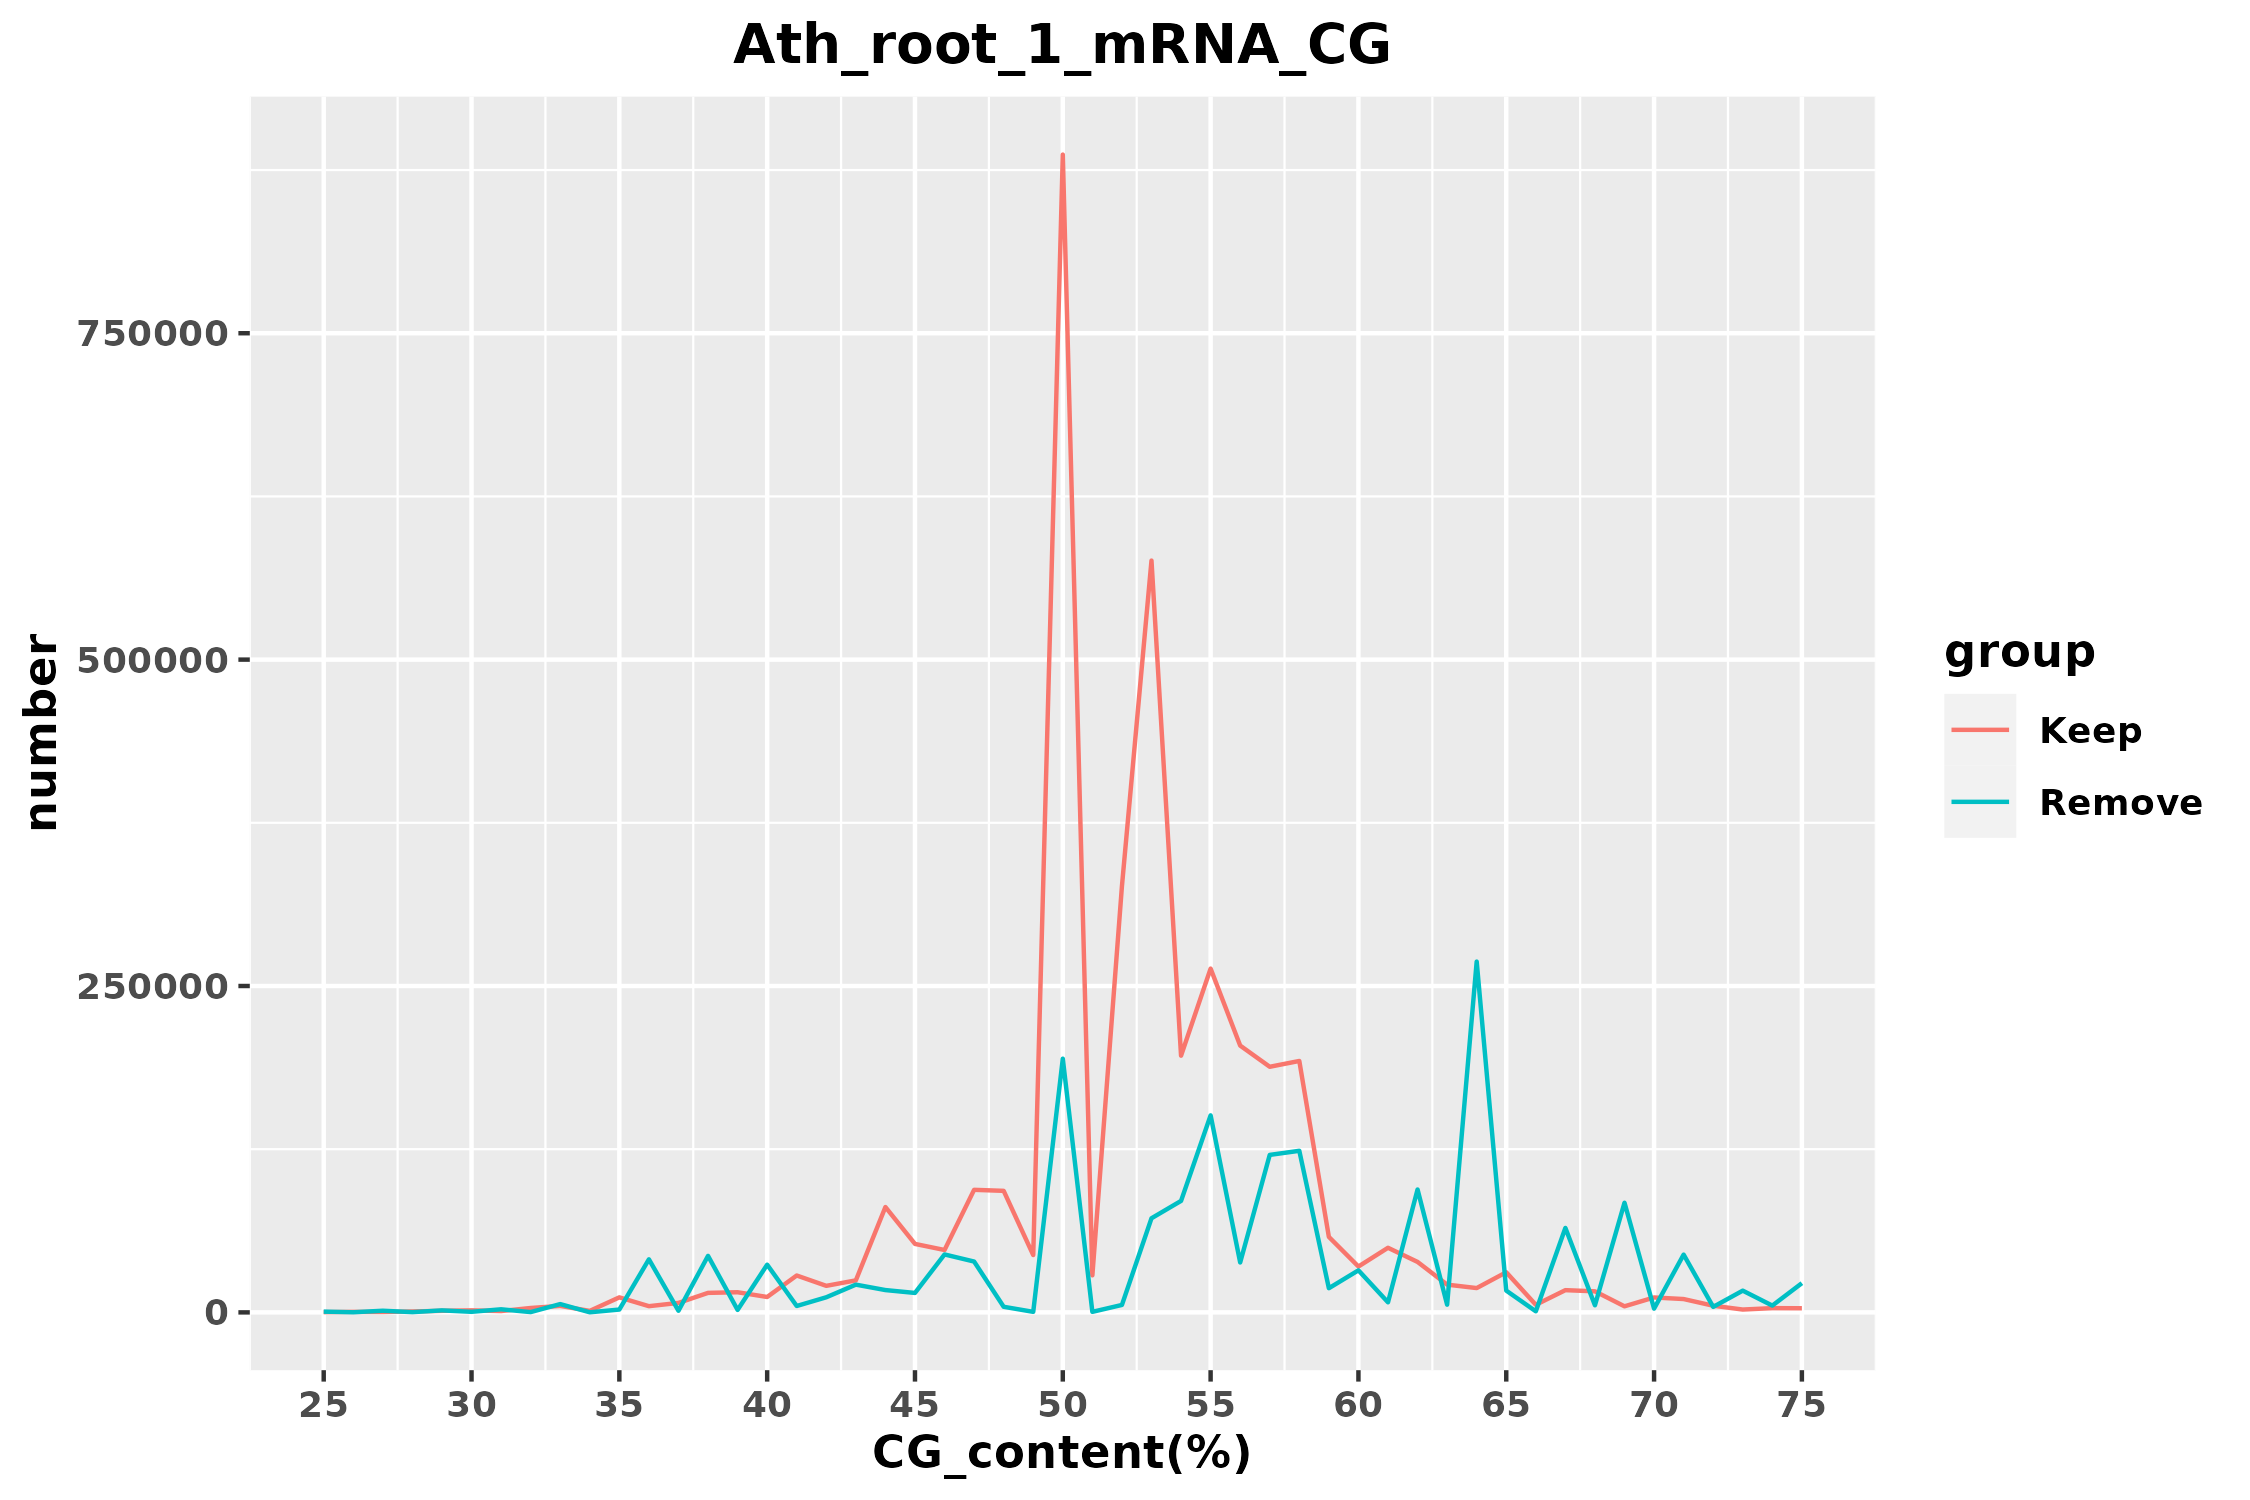 Ath_root_1_mRNA_CG
number
750000
500000
250000
0
25 30 35 40 45 50 55 60 65 70 75
CG_content(%)
group
Keep
Remove